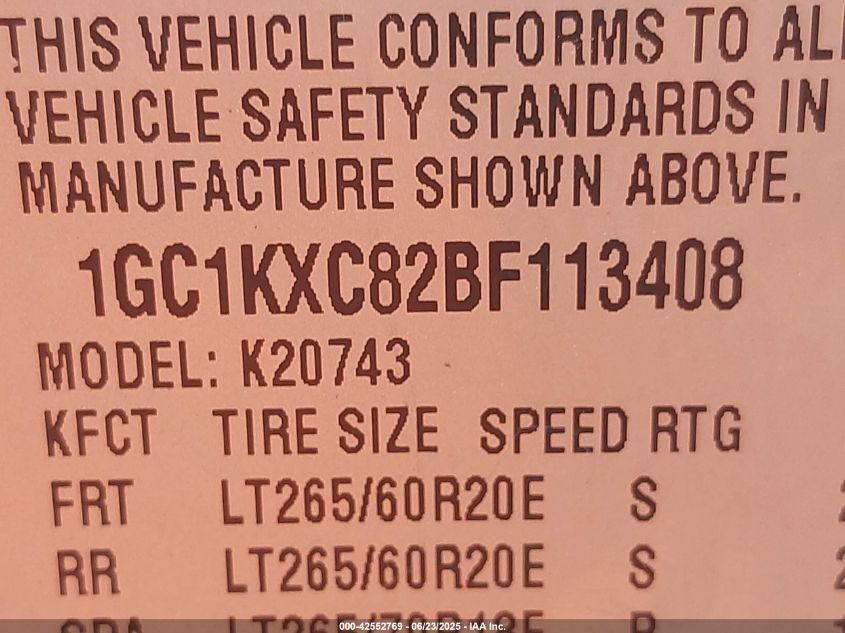 THIS VEHICLE CONFORMS TO AL
VEHICLE SAFETY STANDARDS IN
MANUFACTURE SHOWN ABOVE.
1GC1KXC82BF113408
MODEL: K20743
KFCT TIRE SIZE SPEED RTG
FRT LT265/60R20E S
RR LT265/60R20E S
000-42552769 - 06/23/2025 - IAA Inc.